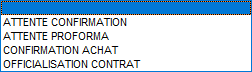 ATTENTE CONFIRMATION
ATTENTE PROFORMA
CONFIRMATION ACHAT
OFFICIALISATION CONTRAT